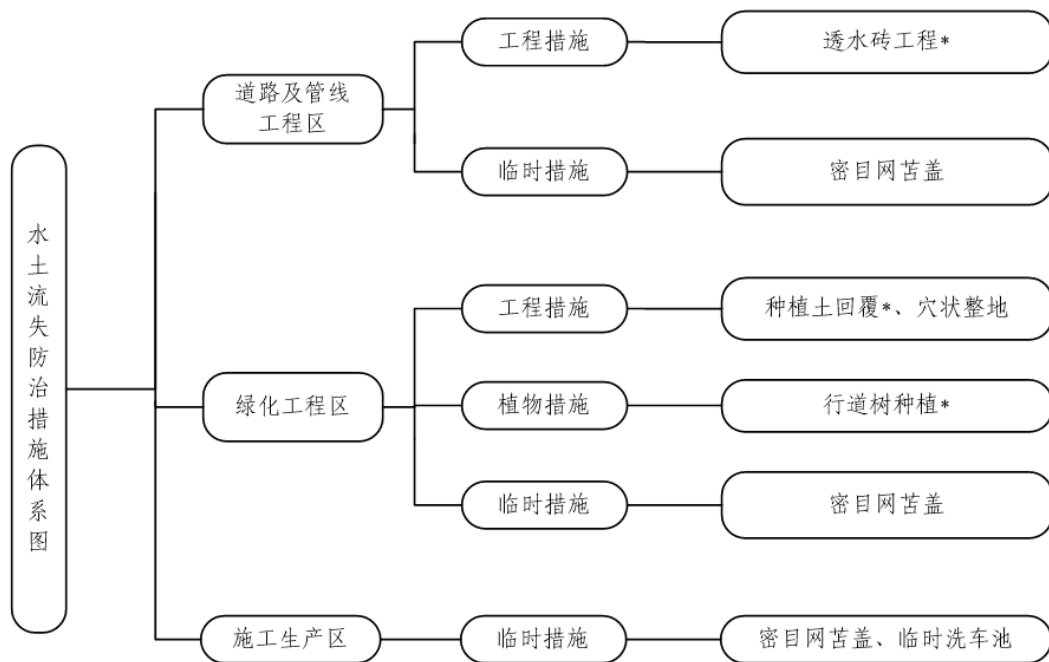 水土流失防治措施体系图
道路及管线
工程区
工程措施
透水砖工程*
临时措施
密目网苫盖
绿化工程区
工程措施
种植土回覆*、穴状整地
植物措施
行道树种植*
临时措施
密目网苫盖
施工生产区
临时措施
密目网苫盖、临时洗车池